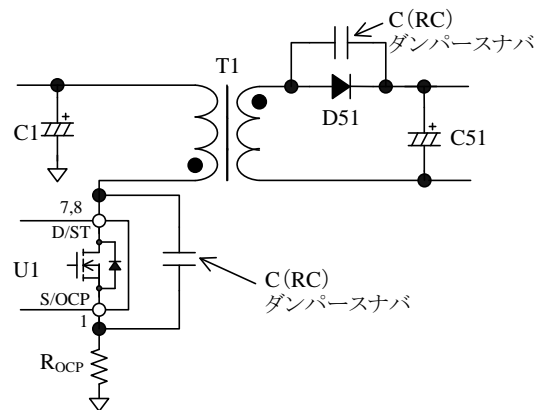 C(RC)
ダンパースナバ
T1
D51
C1
C51
7,8
D/ST
U1
S/OCP
1
C(RC)
ダンパースナバ
ROCP